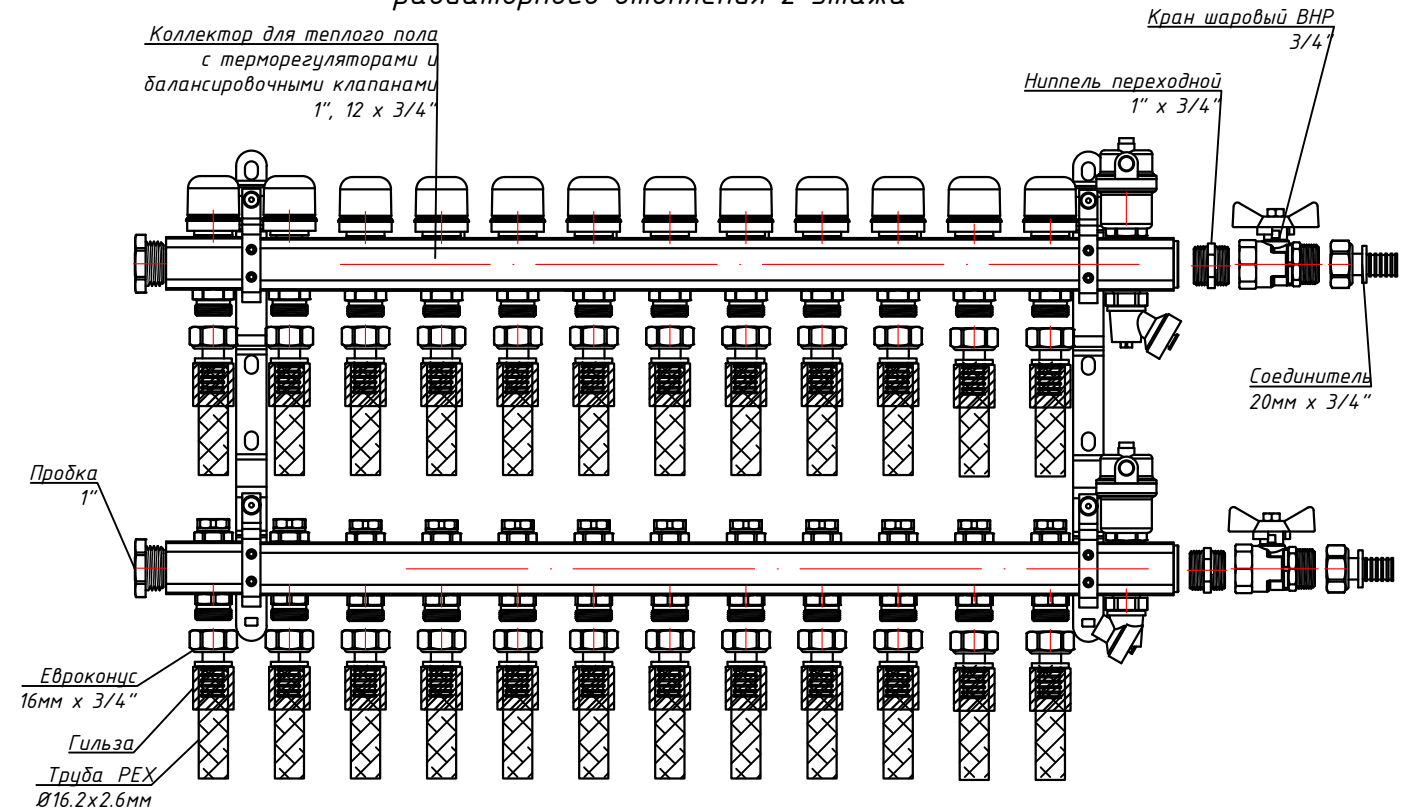 радиаторного отопления 2 этажа
Коллектор для теплого пола
с терморегуляторами и
балансировочными клапанами
1", 12 x 3/4"
Кран шаровый ВНР
3/4"
Ниппель переходной
1" x 3/4"
Соединитель
20мм x 3/4"
Пробка
1"
Евроконус
16мм x 3/4"
Гильза
Труба PEX
Ø16.2x2.6мм